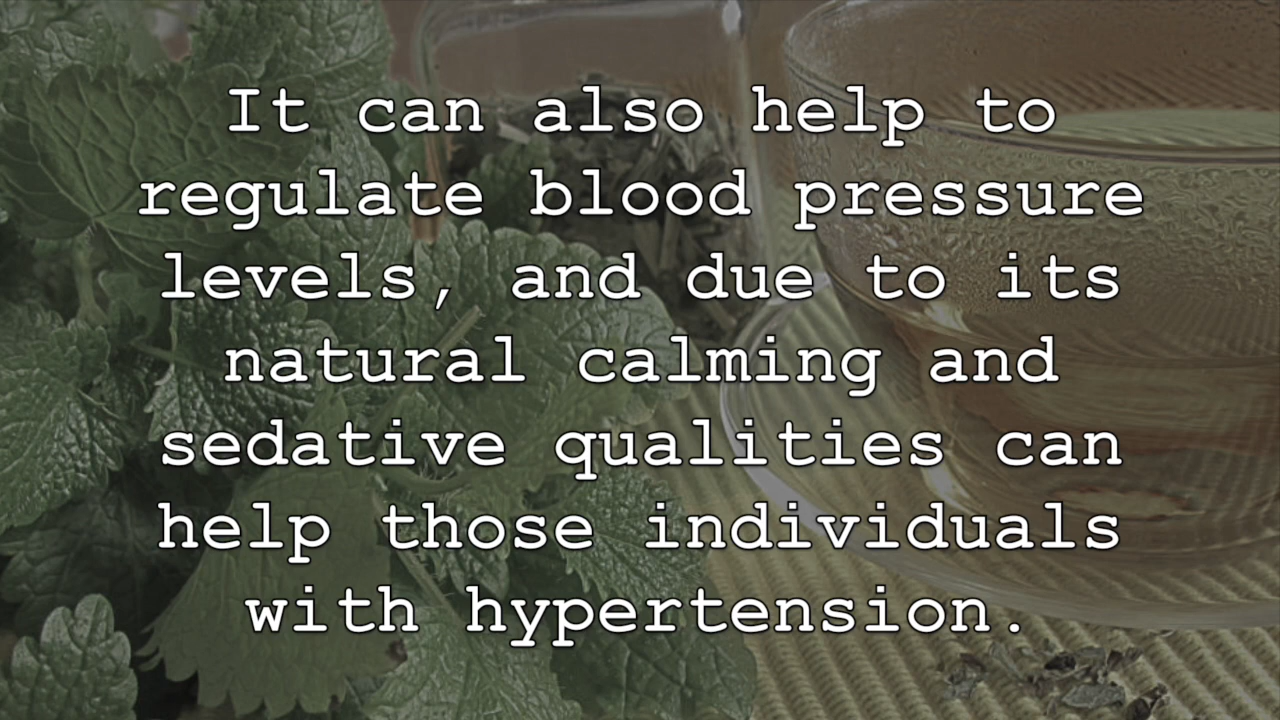 It can also help to
regulate blood pressure
levels, and due to its
natural calming and
sedative qualities can
help those individuals
with hypertension.